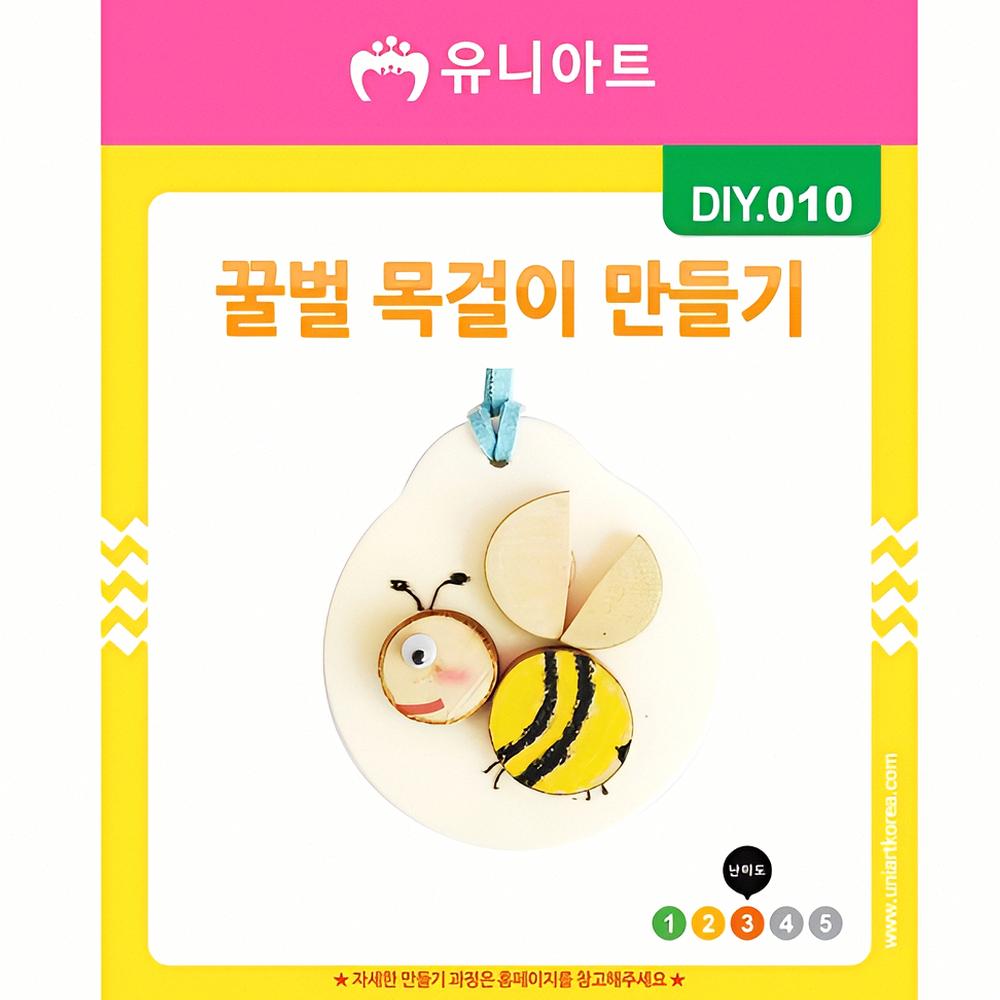 유니아트
DIY.010
꿀벌 목걸이 만들기
난이도
1 2 3 4 5
www.uniartkorea.com
★ 자세한 만들기 과정은 홈페이지를 참고해주세요 ★